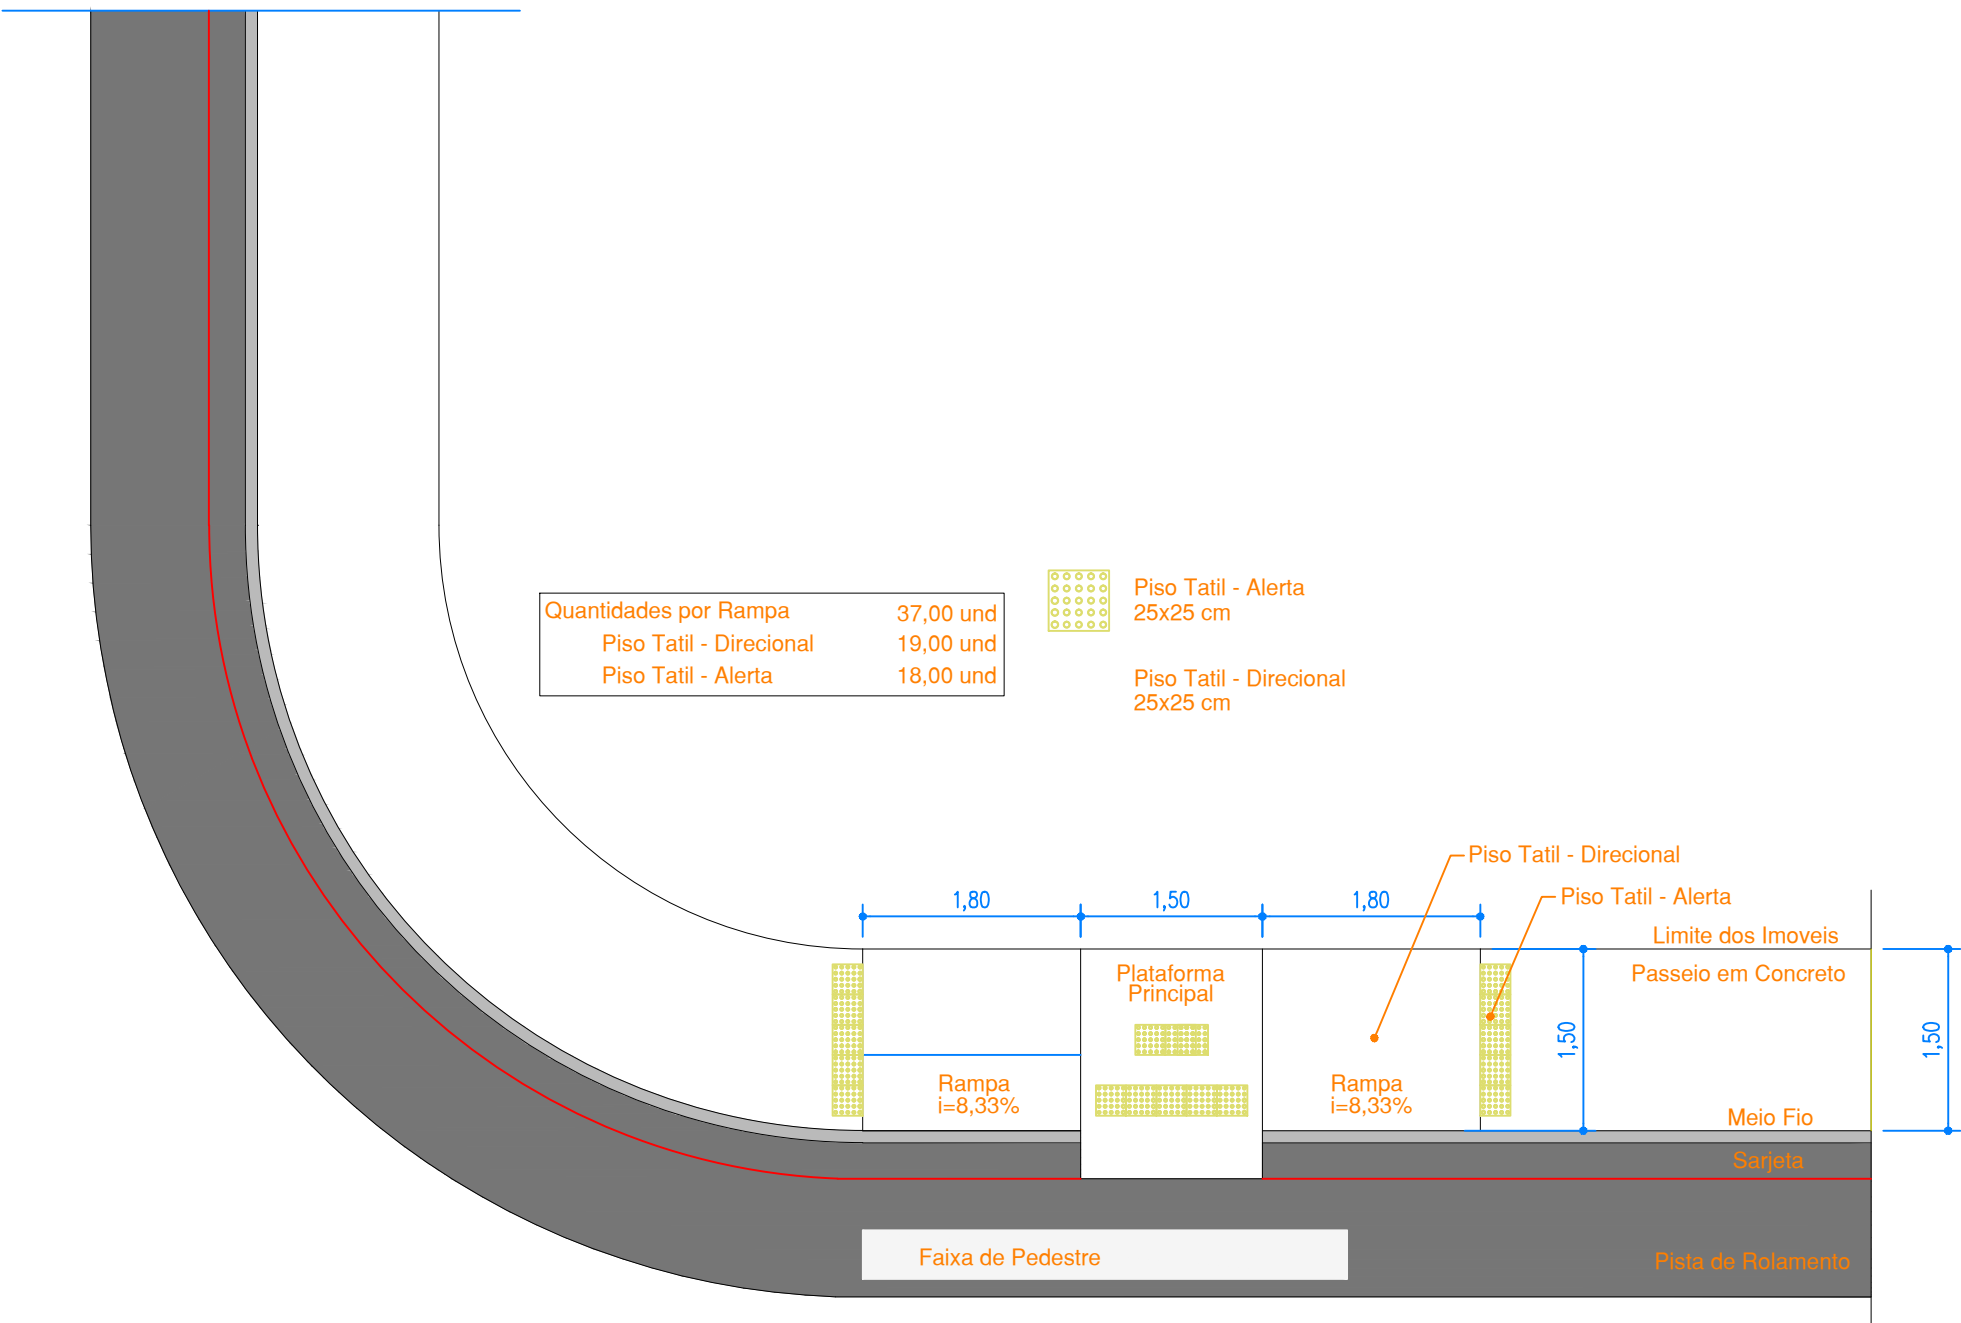 Quantidades por Rampa 37,00 und
Piso Tatil - Direcional 19,00 und
Piso Tatil - Alerta 18,00 und
Piso Tatil - Alerta
25x25 cm
Piso Tatil - Direcional
25x25 cm
Piso Tatil - Direcional
Piso Tatil - Alerta
1,80
1,50
1,80
Limite dos Imoveis
Plataforma
Principal
Passeio em Concreto
1,50
1,50
Rampa
i=8,33%
Rampa
i=8,33%
Meio Fio
Sarjeta
Faixa de Pedestre
Pista de Rolamento